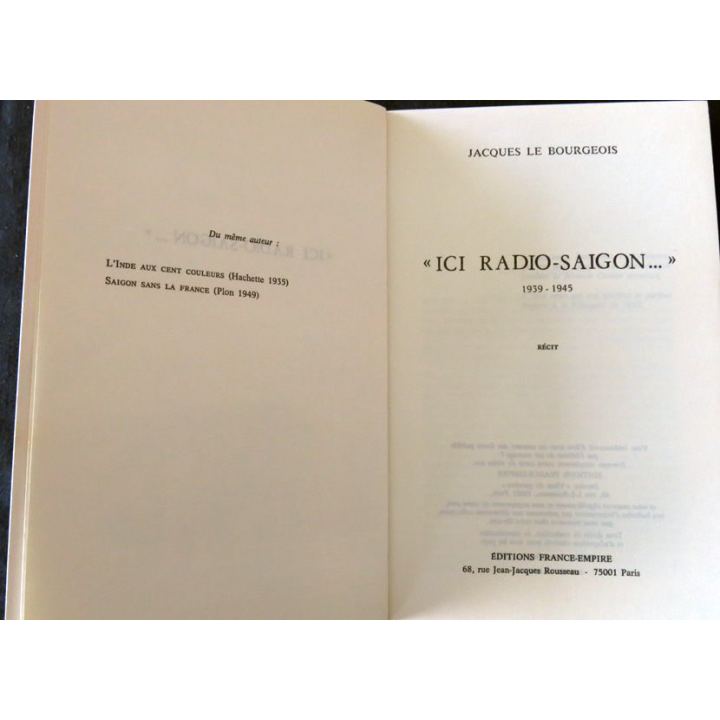 Du même auteur :
L'INDE AUX CENT COULEURS (Hachette 1935)
SAIGON SANS LA FRANCE (Plon 1949)
JACQUES LE BOURGEOIS
« ICI RADIO-SAIGON... »
1939 - 1945
RÉCIT
ÉDITIONS FRANCE-EMPIRE
68, rue Jean-Jacques Rousseau - 75001 Paris